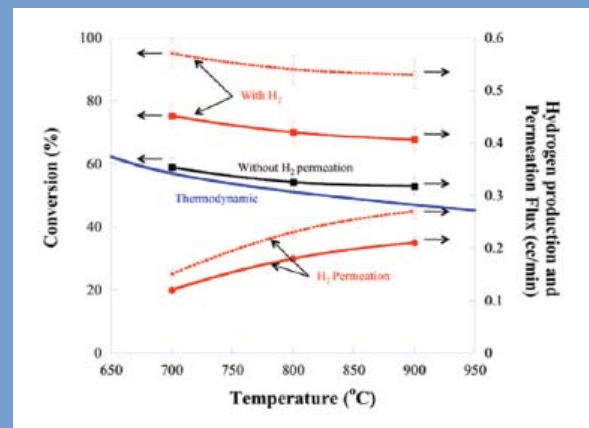 100
80
60
40
20
0
Conversion (%)
650
700
750
800
850
900
950
Temperature (°C)
0.6
0.5
0.4
0.3
0.2
0.1
0
Hydrogen production and
Permeation Flux (cc/min)
With H₂
Without H₂ permeation
Thermodynamic
H₂ Permeation